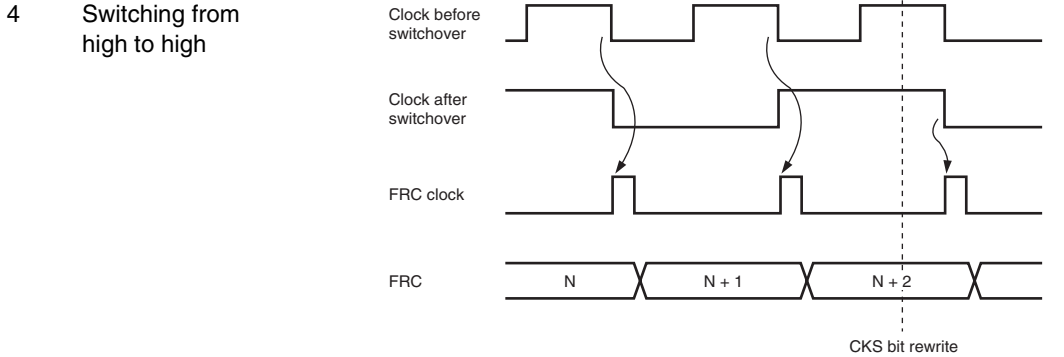 4 Switching from
high to high
Clock before
switchover
Clock after
switchover
FRC clock
FRC N N + 1 N + 2
CKS bit rewrite